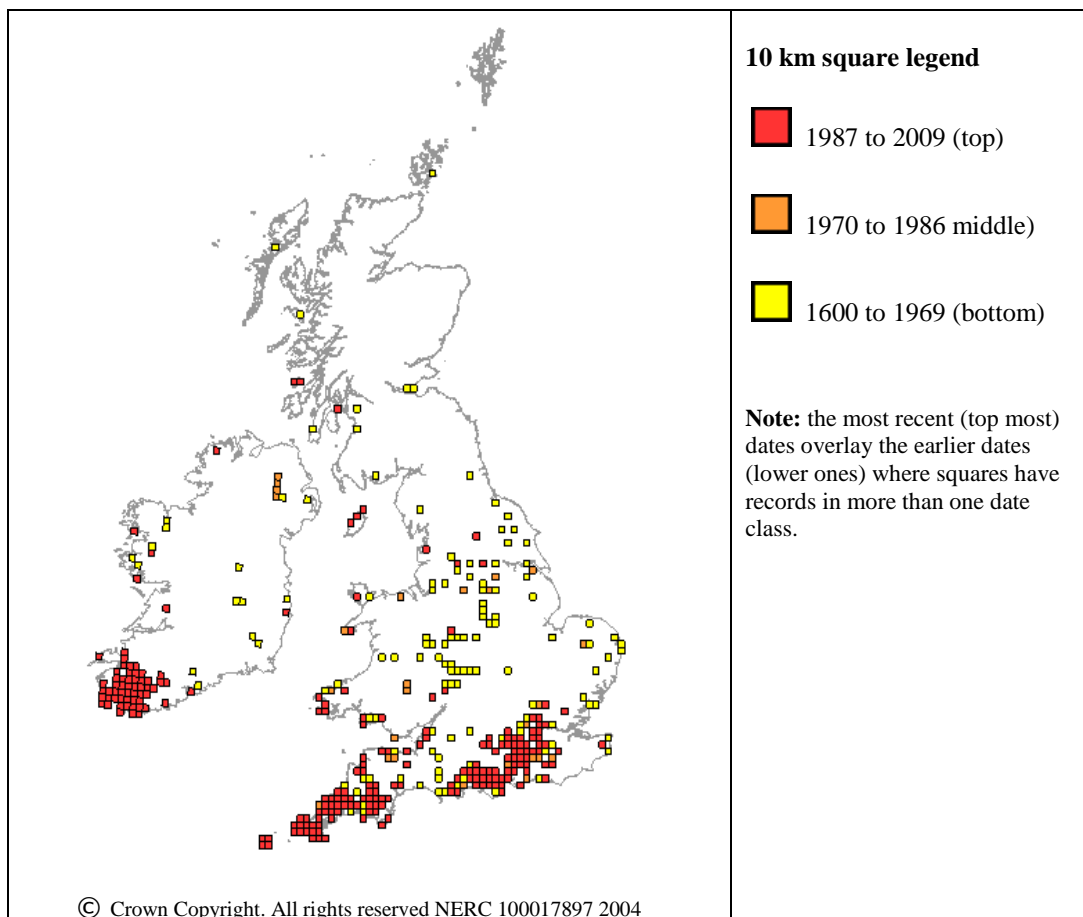 10 km square legend
1987 to 2009 (top)
1970 to 1986 middle)
1600 to 1969 (bottom)
Note: the most recent (top most)
dates overlay the earlier dates
(lower ones) where squares have
records in more than one date
class.
© Crown Copyright. All rights reserved NERC 100017897 2004